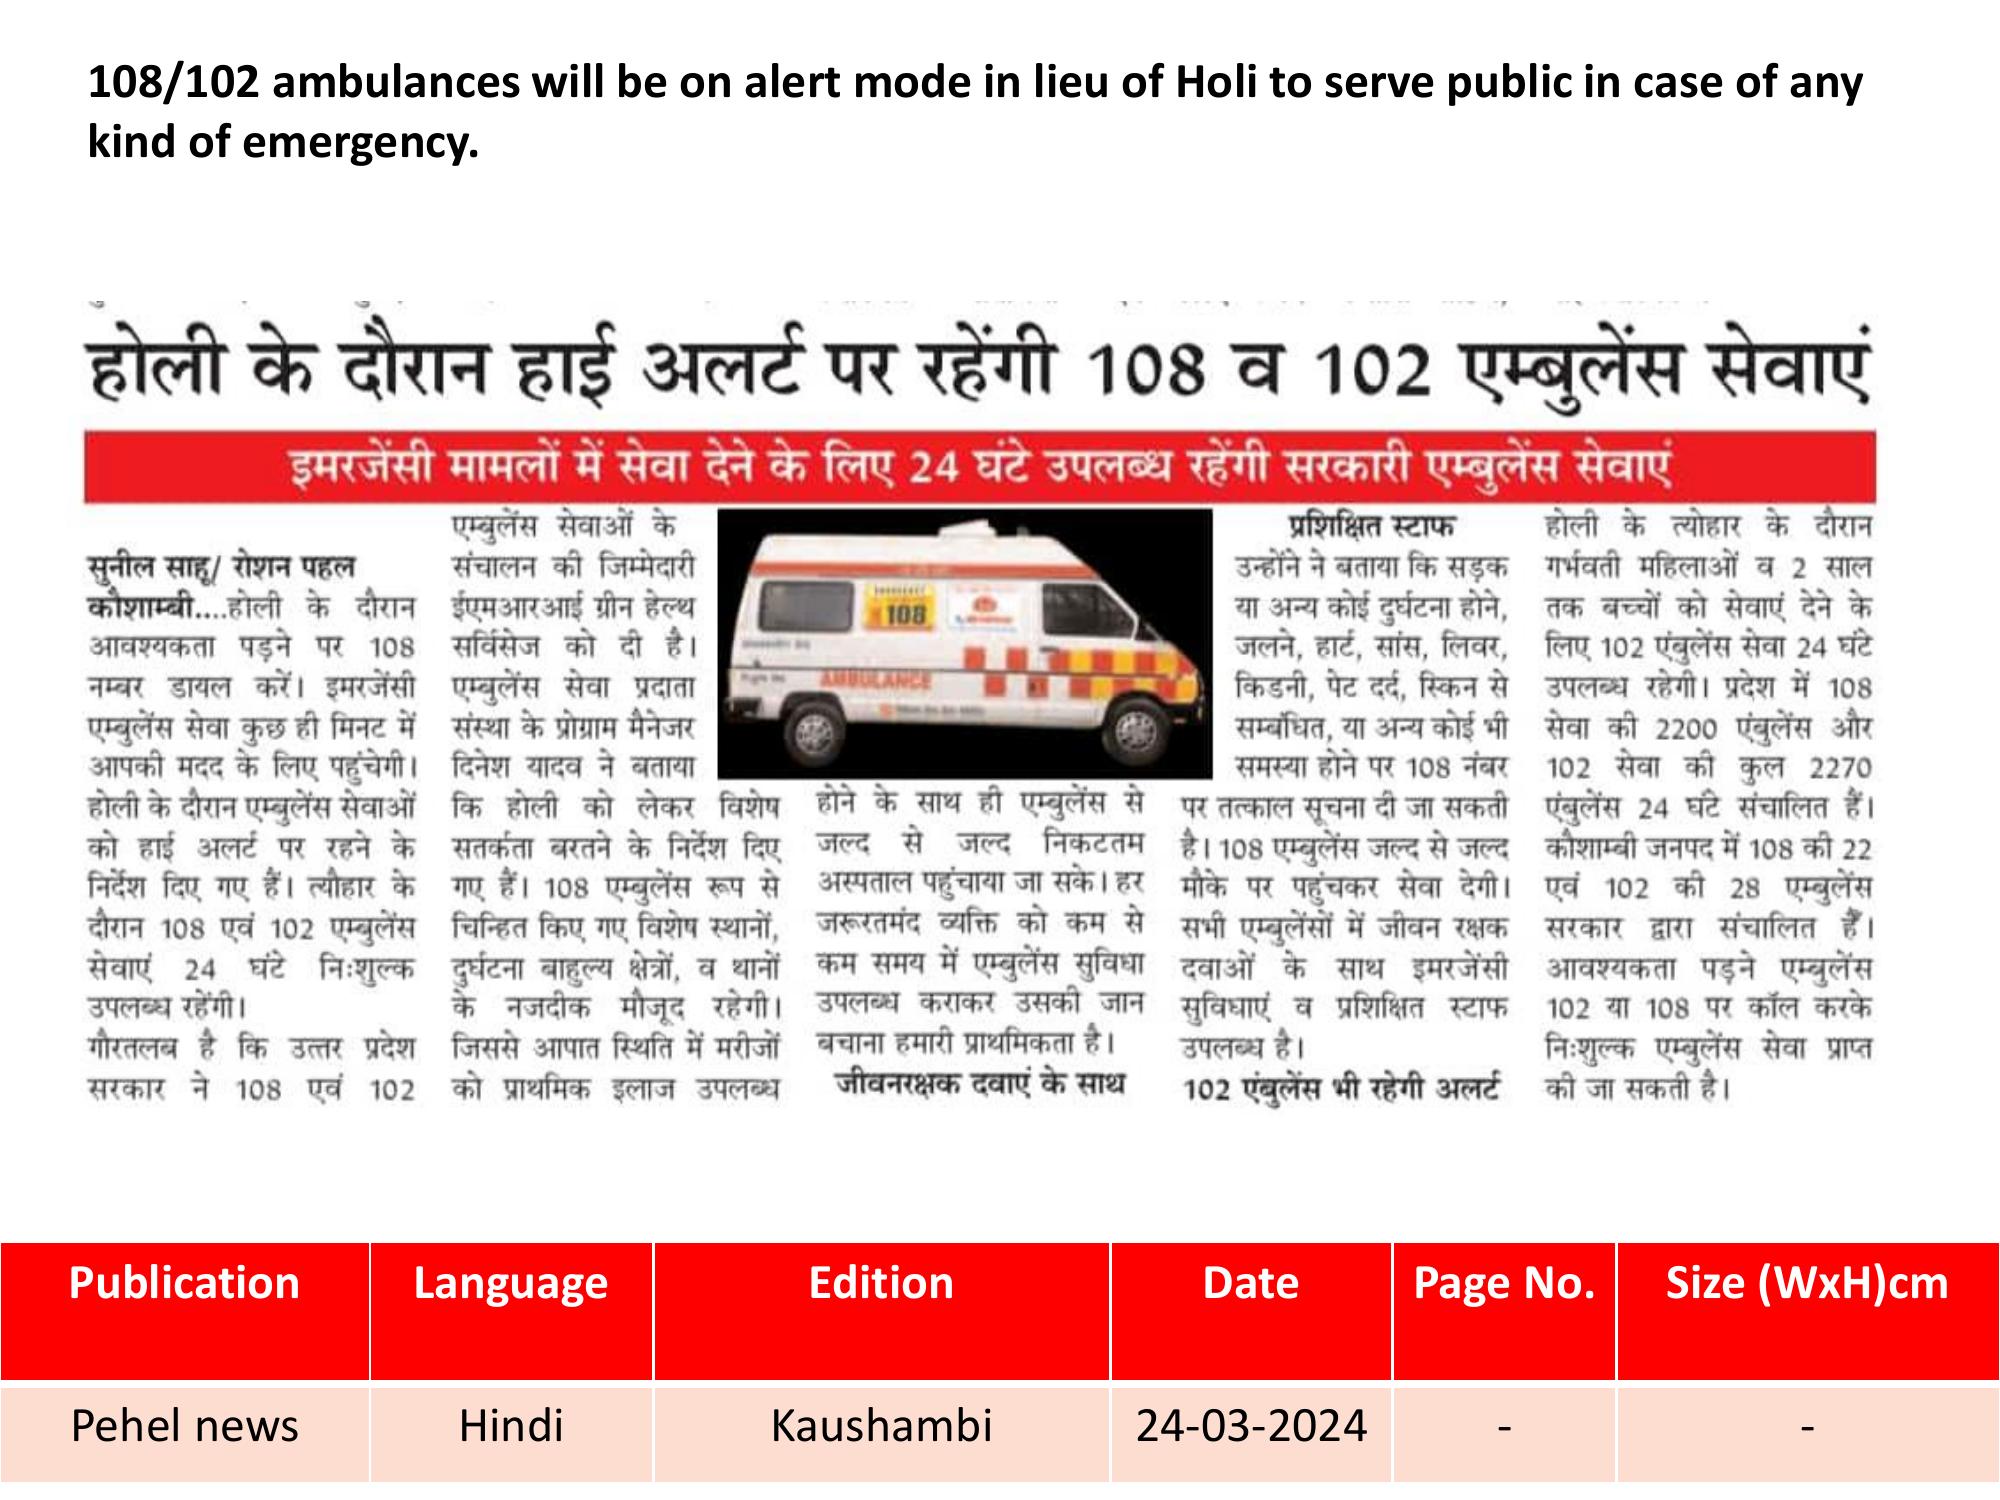 108/102 ambulances will be on alert mode in lieu of Holi to serve public in case of any
kind of emergency.
होली के दौरान हाई अलर्ट पर रहेंगी 108 व 102 एम्बुलेंस सेवाएं
इमरजेंसी मामलों में सेवा देने के लिए 24 घंटे उपलब्ध रहेंगी सरकारी एम्बुलेंस सेवाएं
सुनील साहू/ रोशन पहल
कौशाम्बी....होली के दौरान
आवश्यकता पड़ने पर 108
नम्बर डायल करें। इमरजेंसी
एम्बुलेंस सेवा कुछ ही मिनट में
आपकी मदद के लिए पहुंचेगी।
होली के दौरान एम्बुलेंस सेवाओं
को हाई अलर्ट पर रहने के
निर्देश दिए गए हैं। त्यौहार के
दौरान 108 एवं 102 एम्बुलेंस
सेवाएं 24 घंटे निःशुल्क
उपलब्ध रहेंगी।
गौरतलब है कि उत्तर प्रदेश
सरकार ने 108 एवं 102
एम्बुलेंस सेवाओं के
संचालन की जिम्मेदारी
ईएमआरआई ग्रीन हेल्थ
सर्विसेज को दी है।
एम्बुलेंस सेवा प्रदाता
संस्था के प्रोग्राम मैनेजर
दिनेश यादव ने बताया
कि होली को लेकर विशेष
सतर्कता बरतने के निर्देश दिए
गए हैं। 108 एम्बुलेंस रूप से
चिन्हित किए गए विशेष स्थानों,
दुर्घटना बाहुल्य क्षेत्रों, व थानों
के नजदीक मौजूद रहेगी।
जिससे आपात स्थिति में मरीजों
को प्राथमिक इलाज उपलब्ध
108
AMBULANCE
होने के साथ ही एम्बुलेंस से
जल्द से जल्द निकटतम
अस्पताल पहुंचाया जा सके। हर
जरूरतमंद व्यक्ति को कम से
कम समय में एम्बुलेंस सुविधा
उपलब्ध कराकर उसकी जान
बचाना हमारी प्राथमिकता है।
जीवनरक्षक दवाएं के साथ
प्रशिक्षित स्टाफ
उन्होंने ने बताया कि सड़क
या अन्य कोई दुर्घटना होने,
जलने, हार्ट, सांस, लिवर,
किडनी, पेट दर्द, स्किन से
सम्बंधित, या अन्य कोई भी
समस्या होने पर 108 नंबर
पर तत्काल सूचना दी जा सकती
है। 108 एम्बुलेंस जल्द से जल्द
मौके पर पहुंचकर सेवा देगी।
सभी एम्बुलेंसों में जीवन रक्षक
दवाओं के साथ इमरजेंसी
सुविधाएं व प्रशिक्षित स्टाफ
उपलब्ध है।
102 एंबुलेंस भी रहेगी अलर्ट
होली के त्योहार के दौरान
गर्भवती महिलाओं व 2 साल
तक बच्चों को सेवाएं देने के
लिए 102 एंबुलेंस सेवा 24 घंटे
उपलब्ध रहेगी। प्रदेश में 108
सेवा की 2200 एंबुलेंस और
102 सेवा की कुल 2270
एंबुलेंस 24 घंटे संचालित हैं।
कौशाम्बी जनपद में 108 की 22
एवं 102 की 28 एम्बुलेंस
सरकार द्वारा संचालित हैं।
आवश्यकता पड़ने एम्बुलेंस
102 या 108 पर कॉल करके
निःशुल्क एम्बुलेंस सेवा प्राप्त
की जा सकती है।
Publication Language Edition Date Page No. Size (WxH)cm
Pehel news Hindi Kaushambi 24-03-2024 - -